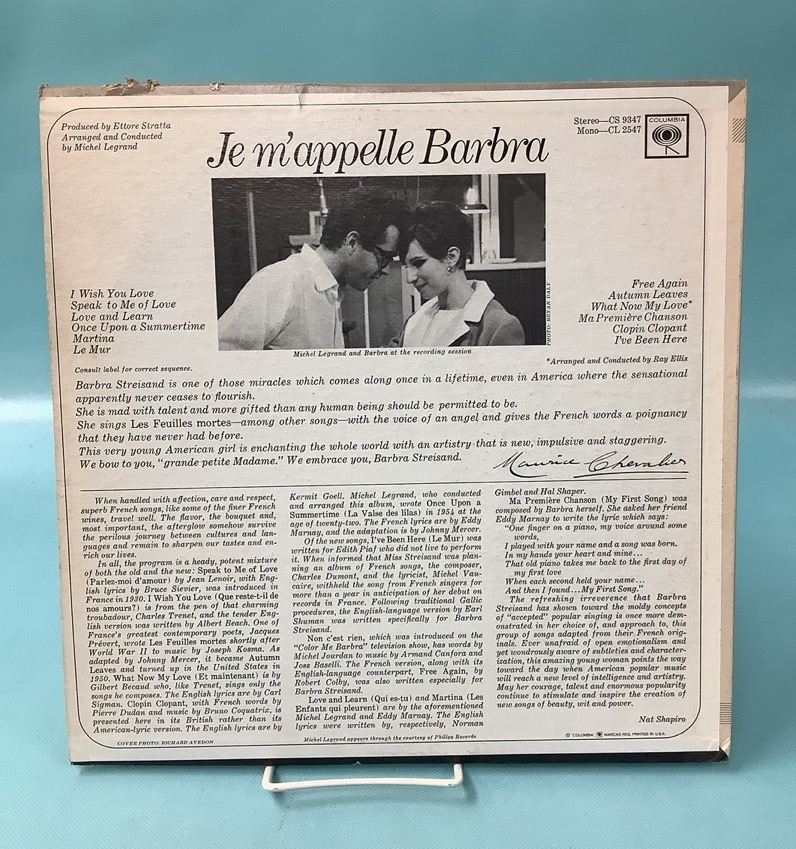 Produced by Ettore Stratta
Arranged and Conducted
by Michel Legrand
Je m'appelle Barbra
Stereo—CS 9347
Mono—CL 2547
COLUMBIA
I Wish You Love
Speak to Me of Love
Love and Learn
Once Upon a Summertime
Martina
Le Mur
Consult label for correct sequence.
PHOTO: BEVAN DALY
Michel Legrand and Barbra at the recording session
Free Again
Autumn Leaves
What Now My Love*
Ma Première Chanson
Clopin Clopant
I've Been Here
*Arranged and Conducted by Ray Ellis
Barbra Streisand is one of those miracles which comes along once in a lifetime, even in America where the sensational
apparently never ceases to flourish.
She is mad with talent and more gifted than any human being should be permitted to be.
She sings Les Feuilles mortes—among other songs—with the voice of an angel and gives the French words a poignancy
that they have never had before.
This very young American girl is enchanting the whole world with an artistry that is new, impulsive and staggering.
We bow to you, "grande petite Madame." We embrace you, Barbra Streisand.
Maurice Chevalier
When handled with affection, care and respect,
superb French songs, like some of the finer French
wines, travel well. The flavor, the bouquet and,
most important, the afterglow somehow survive
the perilous journey between cultures and lan-
guages and remain to sharpen our tastes and en-
rich our lives.
In all, the program is a heady, potent mixture
of both the old and the new: Speak to Me of Love
(Parlez-moi d'amour) by Jean Lenoir, with Eng-
lish lyrics by Bruce Sievier, was introduced in
France in 1930. I Wish You Love (Que reste-t-il de
nos amours?) is from the pen of that charming
troubadour, Charles Trenet, and the tender Eng-
lish version was written by Albert Beach. One of
France's greatest contemporary poets, Jacques
Prévert, wrote Les Feuilles mortes shortly after
World War II to music by Joseph Kosma. As
adapted by Johnny Mercer, it became Autumn
Leaves and turned up in the United States in
1950. What Now My Love (Et maintenant) is by
Gilbert Becaud who, like Trenet, sings only the
songs he composes. The English lyrics are by Carl
Sigman. Clopin Clopant, with French words by
Pierre Dudan and music by Bruno Coquatrix, is
presented here in its British rather than its
American-lyric version. The English lyrics are by
Kermit Goell. Michel Legrand, who conducted
and arranged this album, wrote Once Upon a
Summertime (La Valse des lilas) in 1954 at the
age of twenty-two. The French lyrics are by Eddy
Marnay, and the adaptation is by Johnny Mercer.
Of the new songs, I've Been Here (Le Mur) was
written for Edith Piaf who did not live to perform
it. When informed that Miss Streisand was plan-
ning an album of French songs, the composer,
Charles Dumont, and the lyricist, Michel Vau-
caire, withheld the song from French singers for
more than a year in anticipation of her debut on
records in France. Following traditional Gallic
procedures, the English-language version by Earl
Shuman was written specifically for Barbra
Streisand.
Non c'est rien, which was introduced on the
"Color Me Barbra" television show, has words by
Michel Jourdan to music by Armand Canfora and
Joss Baselli. The French version, along with its
English-language counterpart, Free Again, by
Robert Colby, was also written especially for
Barbra Streisand.
Love and Learn (Qui es-tu) and Martina (Les
Enfants qui pleurent) are by the aforementioned
Michel Legrand and Eddy Marnay. The English
lyrics were written by, respectively, Norman
Gimbel and Hal Shaper.
Ma Première Chanson (My First Song) was
composed by Barbra herself. She asked her friend
Eddy Marnay to write the lyric which says:
"One finger on a piano, my voice around some
words,
I played with your name and a song was born.
In my hands your heart and mine...
That old piano takes me back to the first day of
my first love
When each second held your name...
And then I found...My First Song."
The refreshing irreverence that Barbra
Streisand has shown toward the moldy concepts
of "accepted" popular singing is once more dem-
onstrated in her choice of, and approach to, this
group of songs adapted from their French orig-
inals. Ever unafraid of open emotionalism and
yet wondrously aware of subtleties and character-
ization, this amazing young woman points the way
toward the day when American popular music
will reach a new level of intelligence and artistry.
May her courage, talent and enormous popularity
continue to stimulate and inspire the creation of
new songs of beauty, wit and power.
Nat Shapiro
COVER PHOTO: RICHARD AVEDON
Michel Legrand appears through the courtesy of Philips Records
© "COLUMBIA" MARCAS REG. PRINTED IN U.S.A.